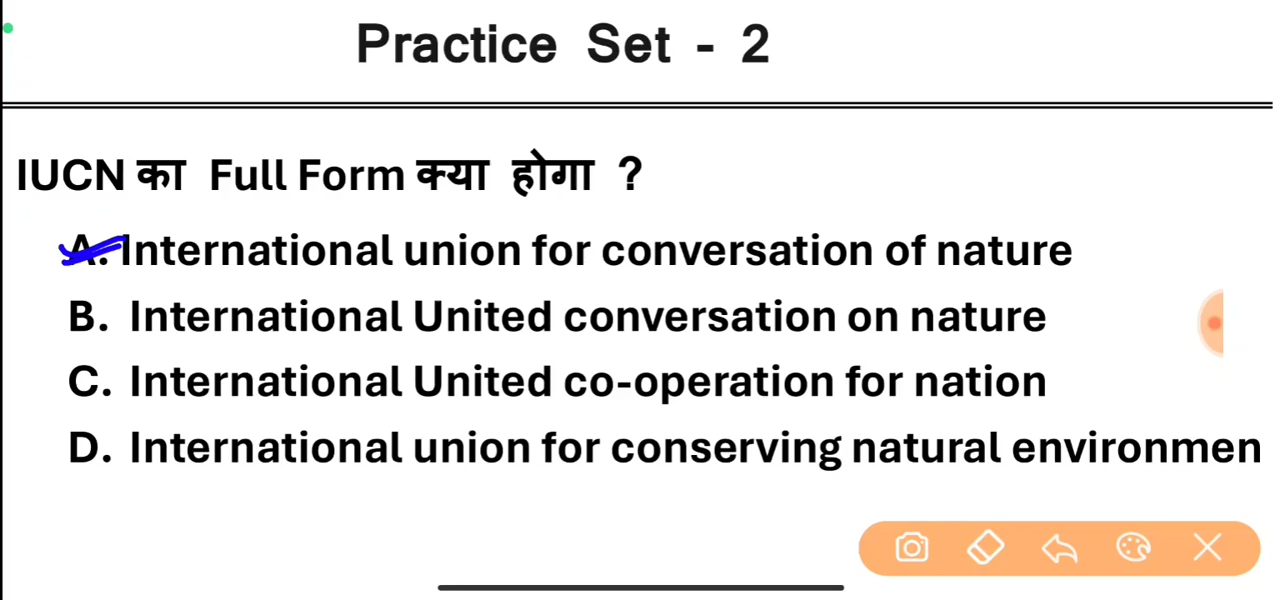 Practice Set - 2
IUCN का Full Form क्या होगा ?
A. International union for conversation of nature
B. International United conversation on nature
C. International United co-operation for nation
D. International union for conserving natural environmen